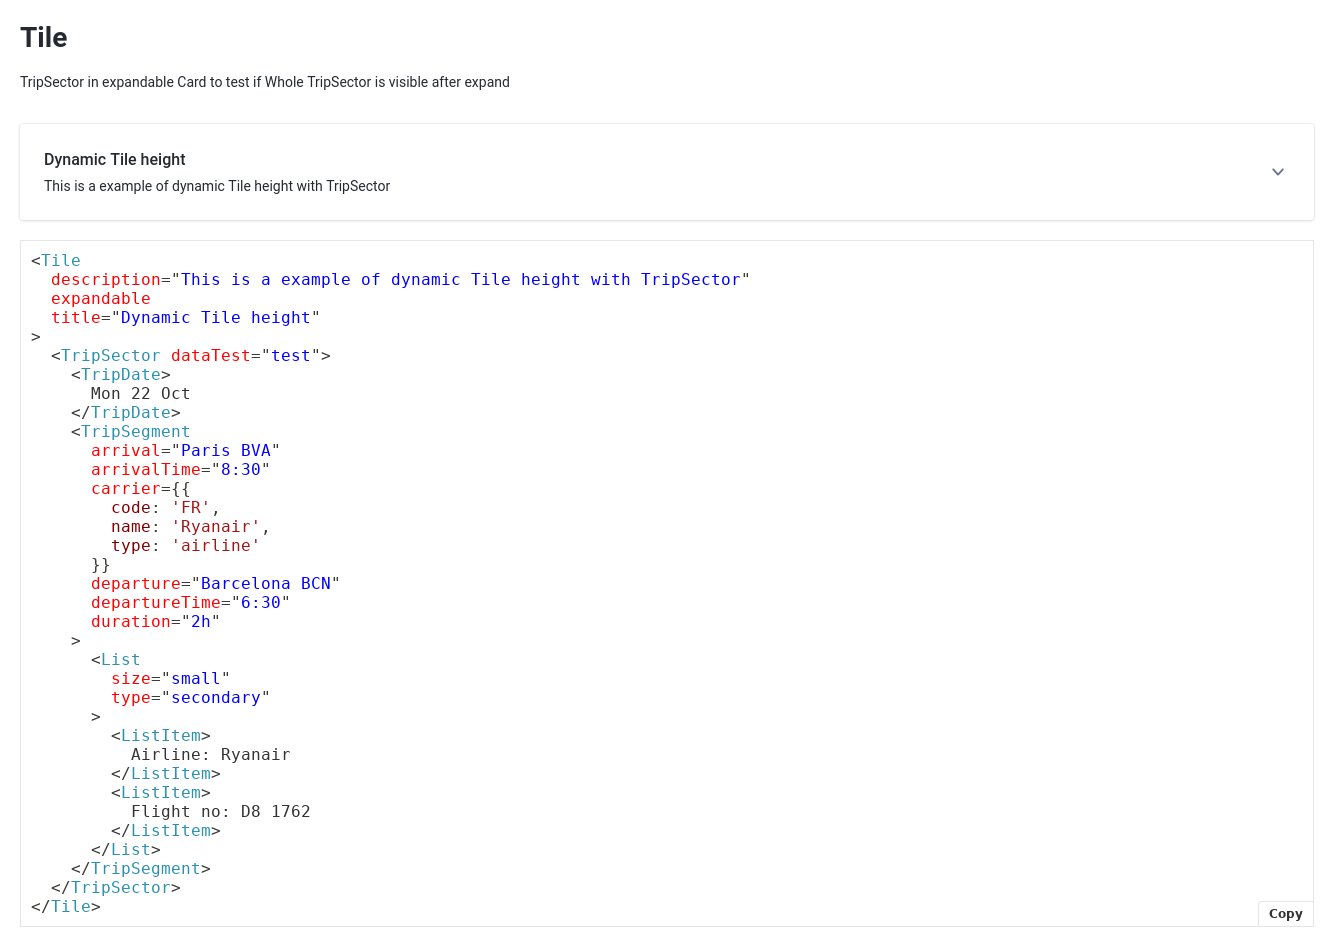 Tile
TripSector in expandable Card to test if Whole TripSector is visible after expand
Dynamic Tile height
This is a example of dynamic Tile height with TripSector
<Tile
  description="This is a example of dynamic Tile height with TripSector"
  expandable
  title="Dynamic Tile height"
>
  <TripSector dataTest="test">
    <TripDate>
      Mon 22 Oct
    </TripDate>
    <TripSegment
      arrival="Paris BVA"
      arrivalTime="8:30"
      carrier={{
        code: 'FR',
        name: 'Ryanair',
        type: 'airline'
      }}
      departure="Barcelona BCN"
      departureTime="6:30"
      duration="2h"
    >
      <List
        size="small"
        type="secondary"
      >
        <ListItem>
          Airline: Ryanair
        </ListItem>
        <ListItem>
          Flight no: D8 1762
        </ListItem>
      </List>
    </TripSegment>
  </TripSector>
</Tile>
Copy